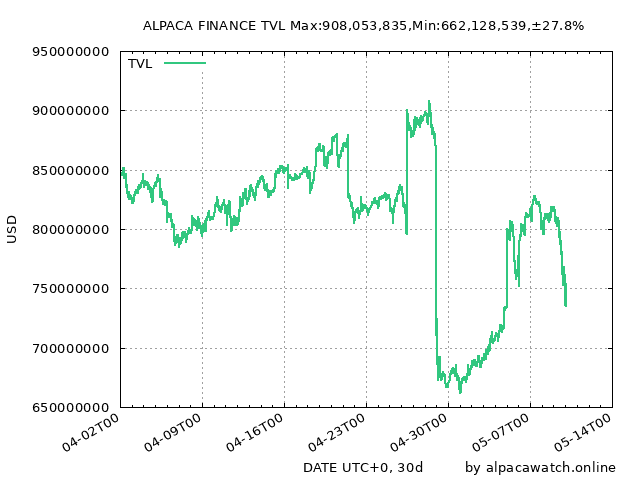 ALPACA FINANCE TVL Max:908,053,835,Min:662,128,539,±27.8%
950000000
TVL
900000000
850000000
800000000
USD
750000000
700000000
650000000
04-02T00 04-09T00 04-16T00 04-23T00 04-30T00 05-07T00 05-14T00
DATE UTC+0, 30d by alpacawatch.online